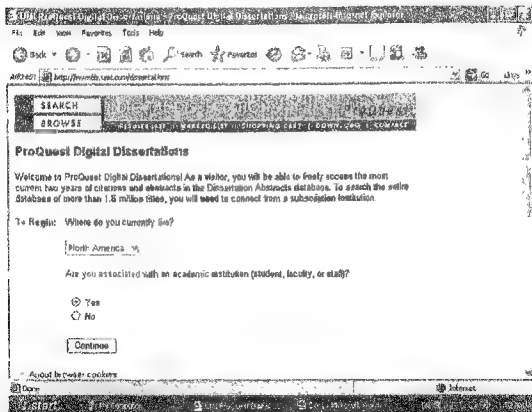 ProQuest Digital Dissertations - ProQuest Digital Dissertations - Microsoft Internet Explorer
File Edit View Favorites Tools Help
Back Search Favorites
Address Go Links »
SEARCH
BROWSE
ProQuest Digital Dissertations
Welcome to ProQuest Digital Dissertations! As a visitor, you will be able to freely access the most
current two years of citations and abstracts in the Dissertation Abstracts database. To search the entire
database of more than 1.8 million titles, you will need to connect from a subscription institution.
To Begin: Where do you currently live?
North America
Are you associated with an academic institution (student, faculty, or staff)?
Yes
No
Continue
About browser cookies
Done Internet
start